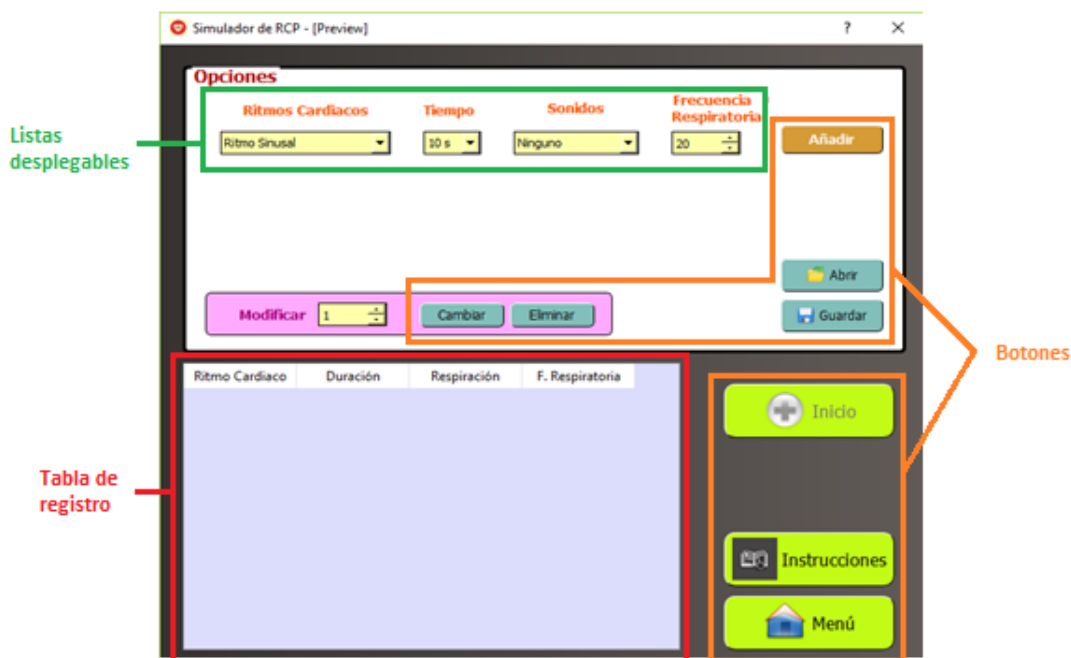 Simulador de RCP - [Preview]
?
Opciones
Ritmos Cardiacos
Tiempo
Sonidos
Frecuencia
Respiratoria
Ritmo Sinusal
10 s
Ninguno
20
Añadir
Listas
desplegables
Abrir
Modificar
1
Cambiar
Eliminar
Guardar
Botones
Ritmo Cardiaco
Duración
Respiración
F. Respiratoria
Inicio
Tabla de
registro
Instrucciones
Menú